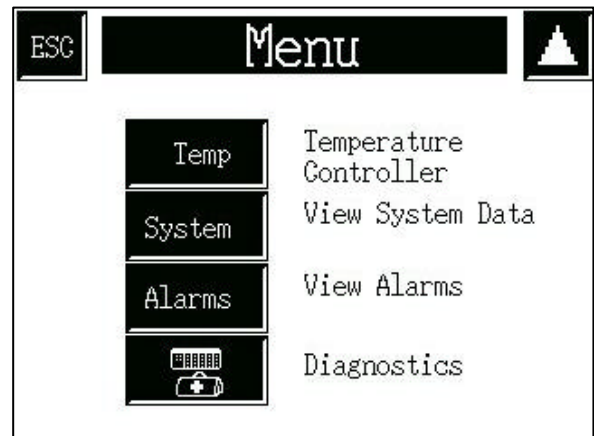 ESC
Menu
Temp
Temperature
Controller
System
View System Data
Alarms
View Alarms
Diagnostics